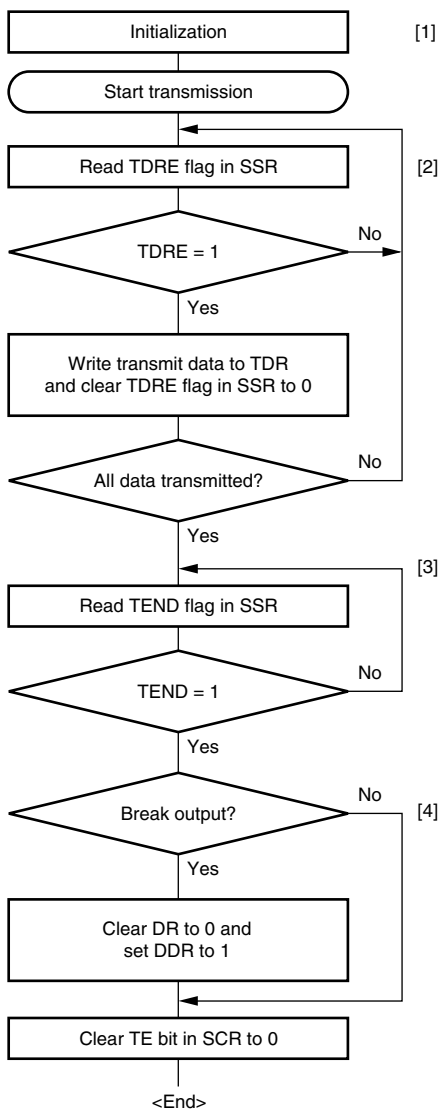 Initialization
[1]
Start transmission
Read TDRE flag in SSR
[2]
TDRE = 1
No
Yes
Write transmit data to TDR
and clear TDRE flag in SSR to 0
All data transmitted?
No
Yes
[3]
Read TEND flag in SSR
TEND = 1
No
Yes
Break output?
No
[4]
Yes
Clear DR to 0 and
set DDR to 1
Clear TE bit in SCR to 0
<End>